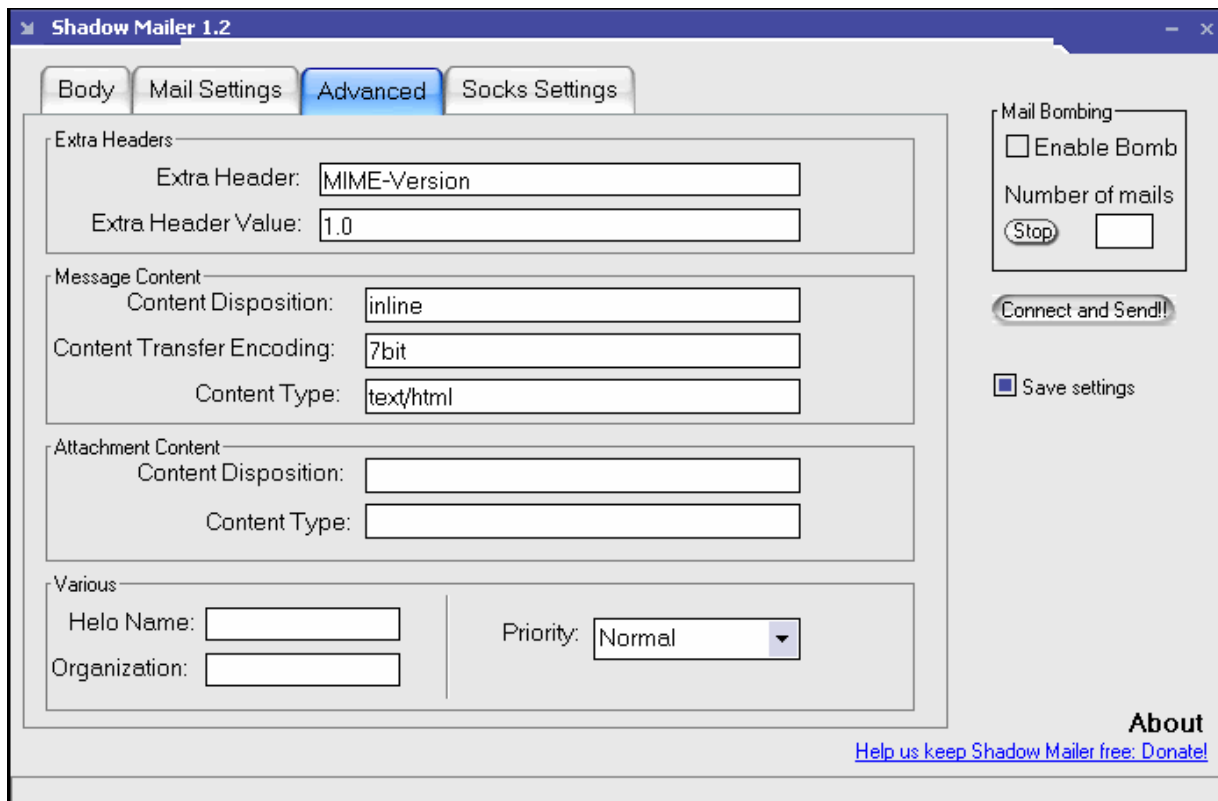 Shadow Mailer 1.2
Body
Mail Settings
Advanced
Socks Settings
Extra Headers
Extra Header: MIME-Version
Extra Header Value: 1.0
Message Content
Content Disposition: inline
Content Transfer Encoding: 7bit
Content Type: text/html
Attachment Content
Content Disposition:
Content Type:
Various
Helo Name:
Organization:
Priority: Normal
Mail Bombing
Enable Bomb
Number of mails
Stop
Connect and Send!!
Save settings
About
Help us keep Shadow Mailer free: Donate!